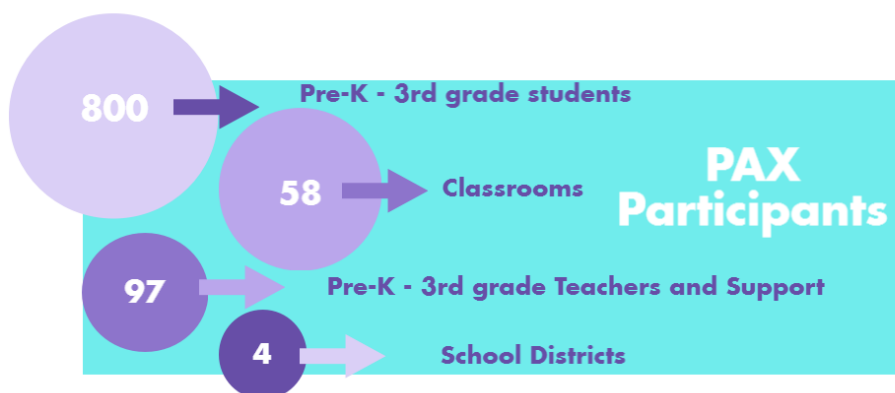 800
Pre-K - 3rd grade students
58
Classrooms
PAX
Participants
97
Pre-K - 3rd grade Teachers and Support
4
School Districts